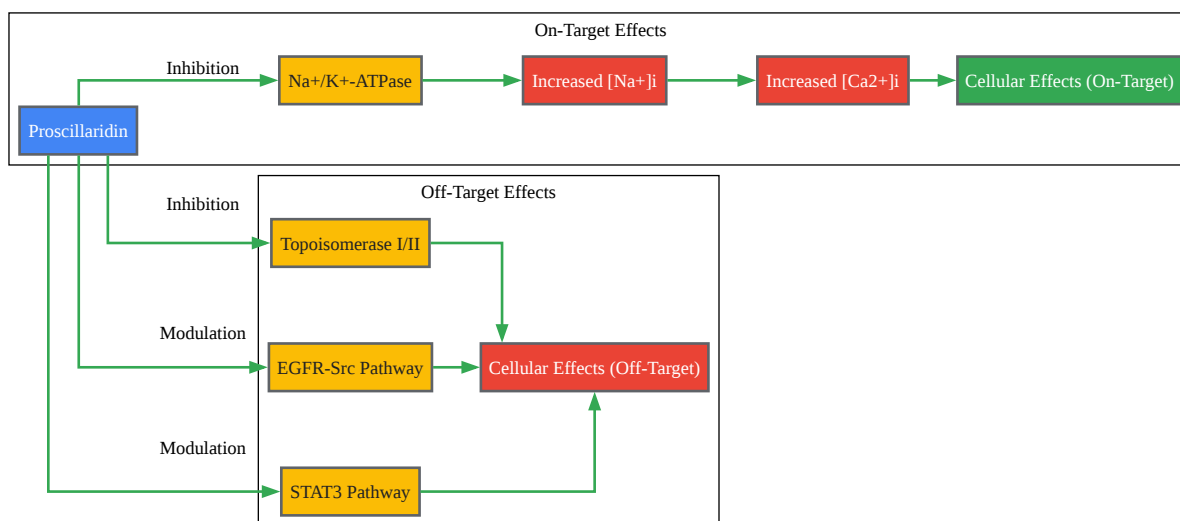 On-Target Effects
Inhibition
Na+/K+-ATPase
Increased [Na+]i
Increased [Ca2+]i
Cellular Effects (On-Target)
Proscillaridin
Off-Target Effects
Inhibition
Topoisomerase I/II
Modulation
EGFR-Src Pathway
Cellular Effects (Off-Target)
Modulation
STAT3 Pathway